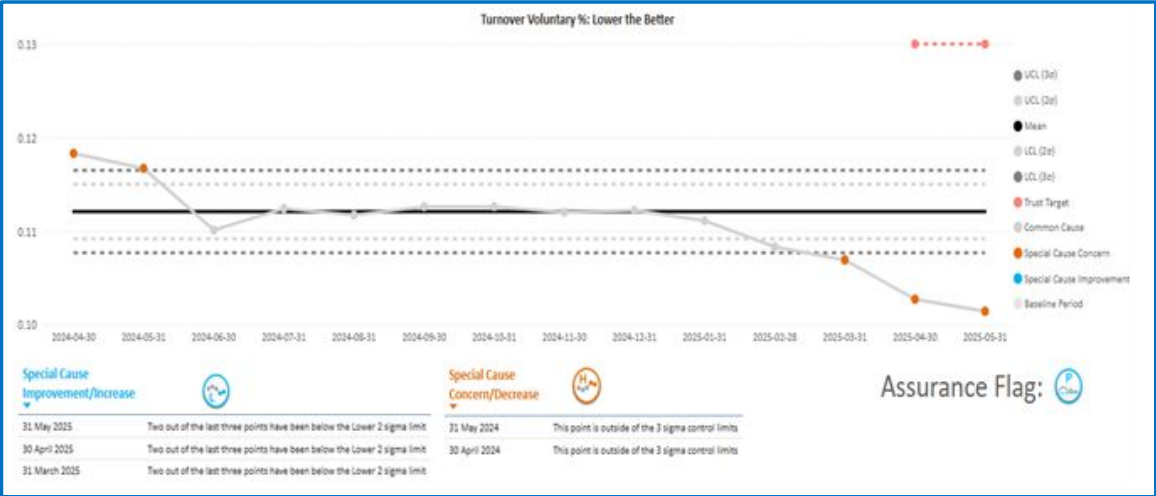 Turnover Voluntary %: Lower the Better
0.13
0.12
0.11
0.10
2024-04-30 2024-05-31 2024-06-30 2024-07-31 2024-08-31 2024-09-30 2024-10-31 2024-11-30 2024-12-31 2025-01-31 2025-02-28 2025-03-31 2025-04-30 2025-05-31
UCL (3σ)
UCL (2σ)
Mean
LCL (2σ)
LCL (3σ)
Trust Target
Common Cause
Special Cause Concern
Special Cause Improvement
Baseline Period
Special Cause
Improvement/Increase
L
31 May 2025 Two out of the last three points have been below the Lower 2 sigma limit
30 April 2025 Two out of the last three points have been below the Lower 2 sigma limit
31 March 2025 Two out of the last three points have been below the Lower 2 sigma limit
Special Cause
Concern/Decrease
H
31 May 2024 This point is outside of the 3 sigma control limits
30 April 2024 This point is outside of the 3 sigma control limits
Assurance Flag: P